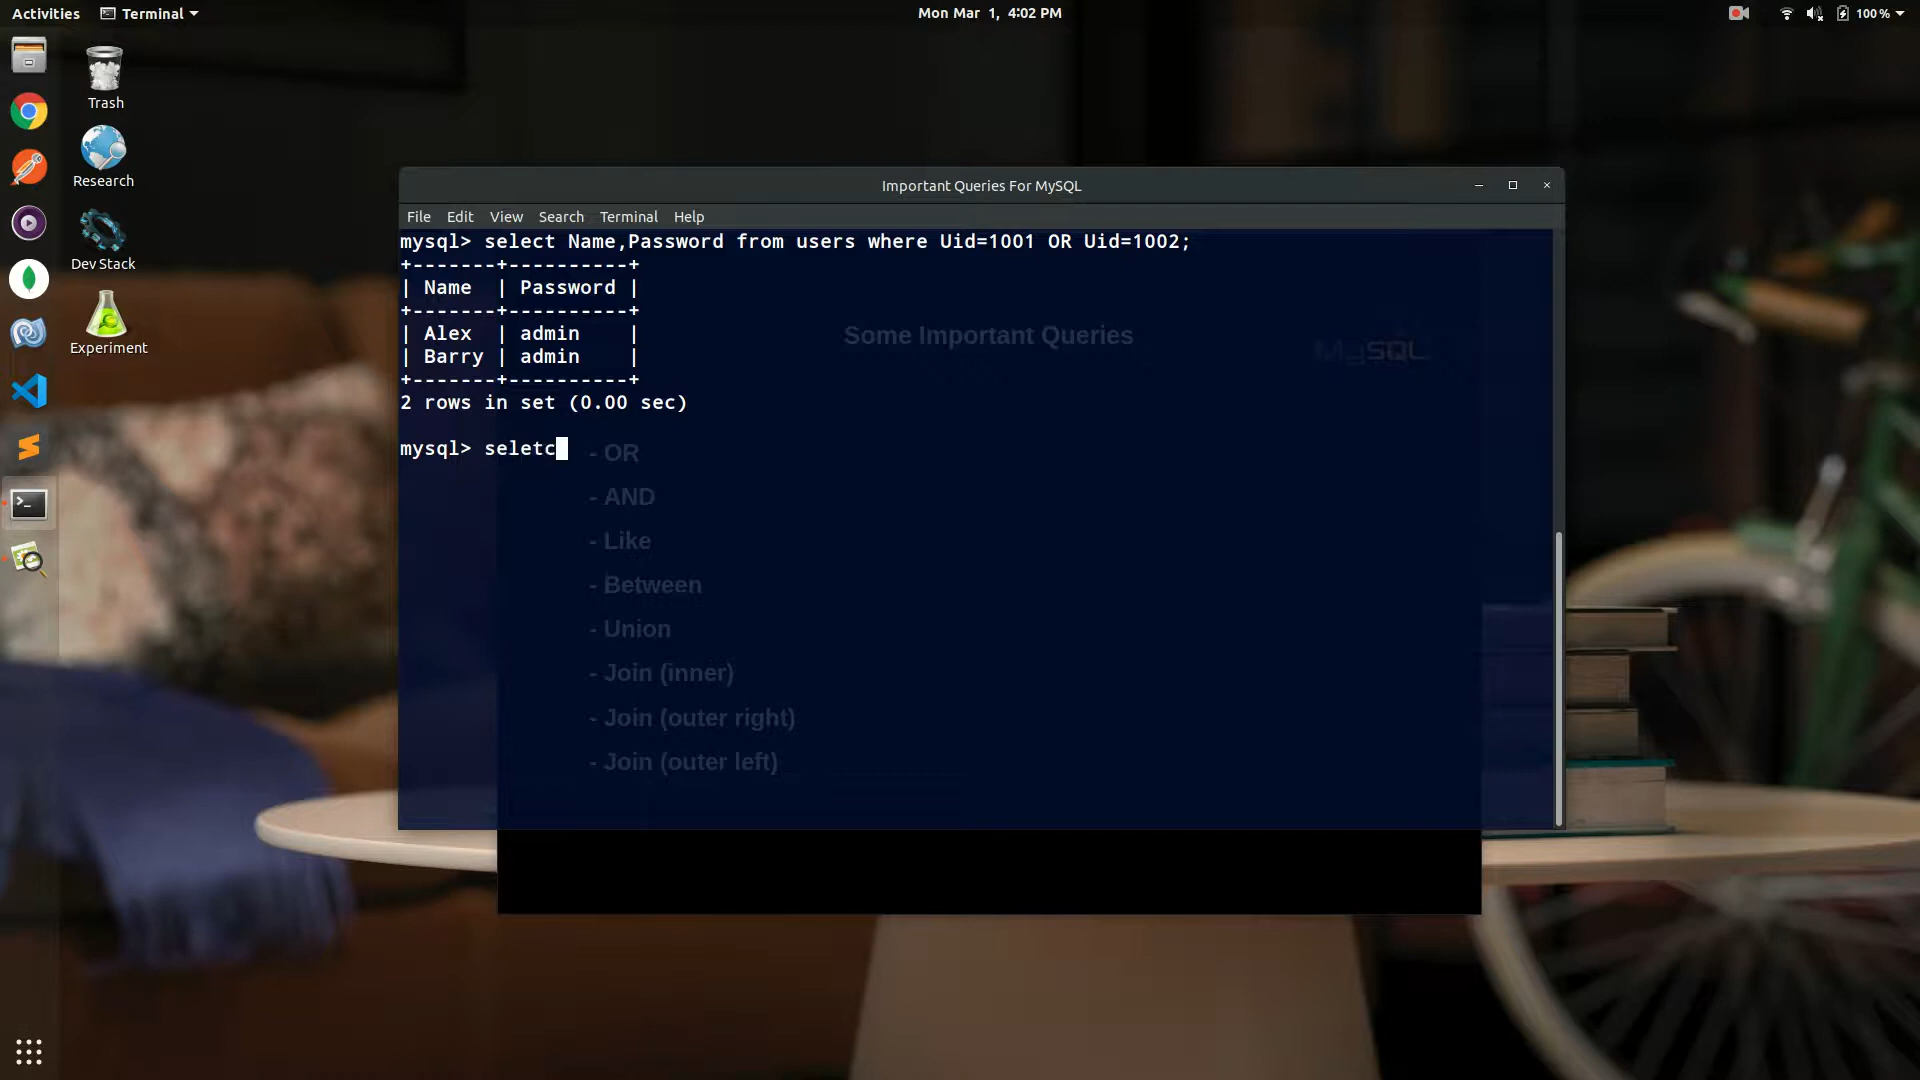 Activities
Terminal
Mon Mar 1, 4:02 PM
100 %
Trash
Research
Dev Stack
Experiment
Important Queries For MySQL
File Edit View Search Terminal Help
mysql> select Name,Password from users where Uid=1001 OR Uid=1002;
+-------+----------+
| Name  | Password |
+-------+----------+
| Alex  | admin    |
| Barry | admin    |
+-------+----------+
2 rows in set (0.00 sec)
mysql> seletc
Some Important Queries
MySQL
- OR
- AND
- Like
- Between
- Union
- Join (inner)
- Join (outer right)
- Join (outer left)